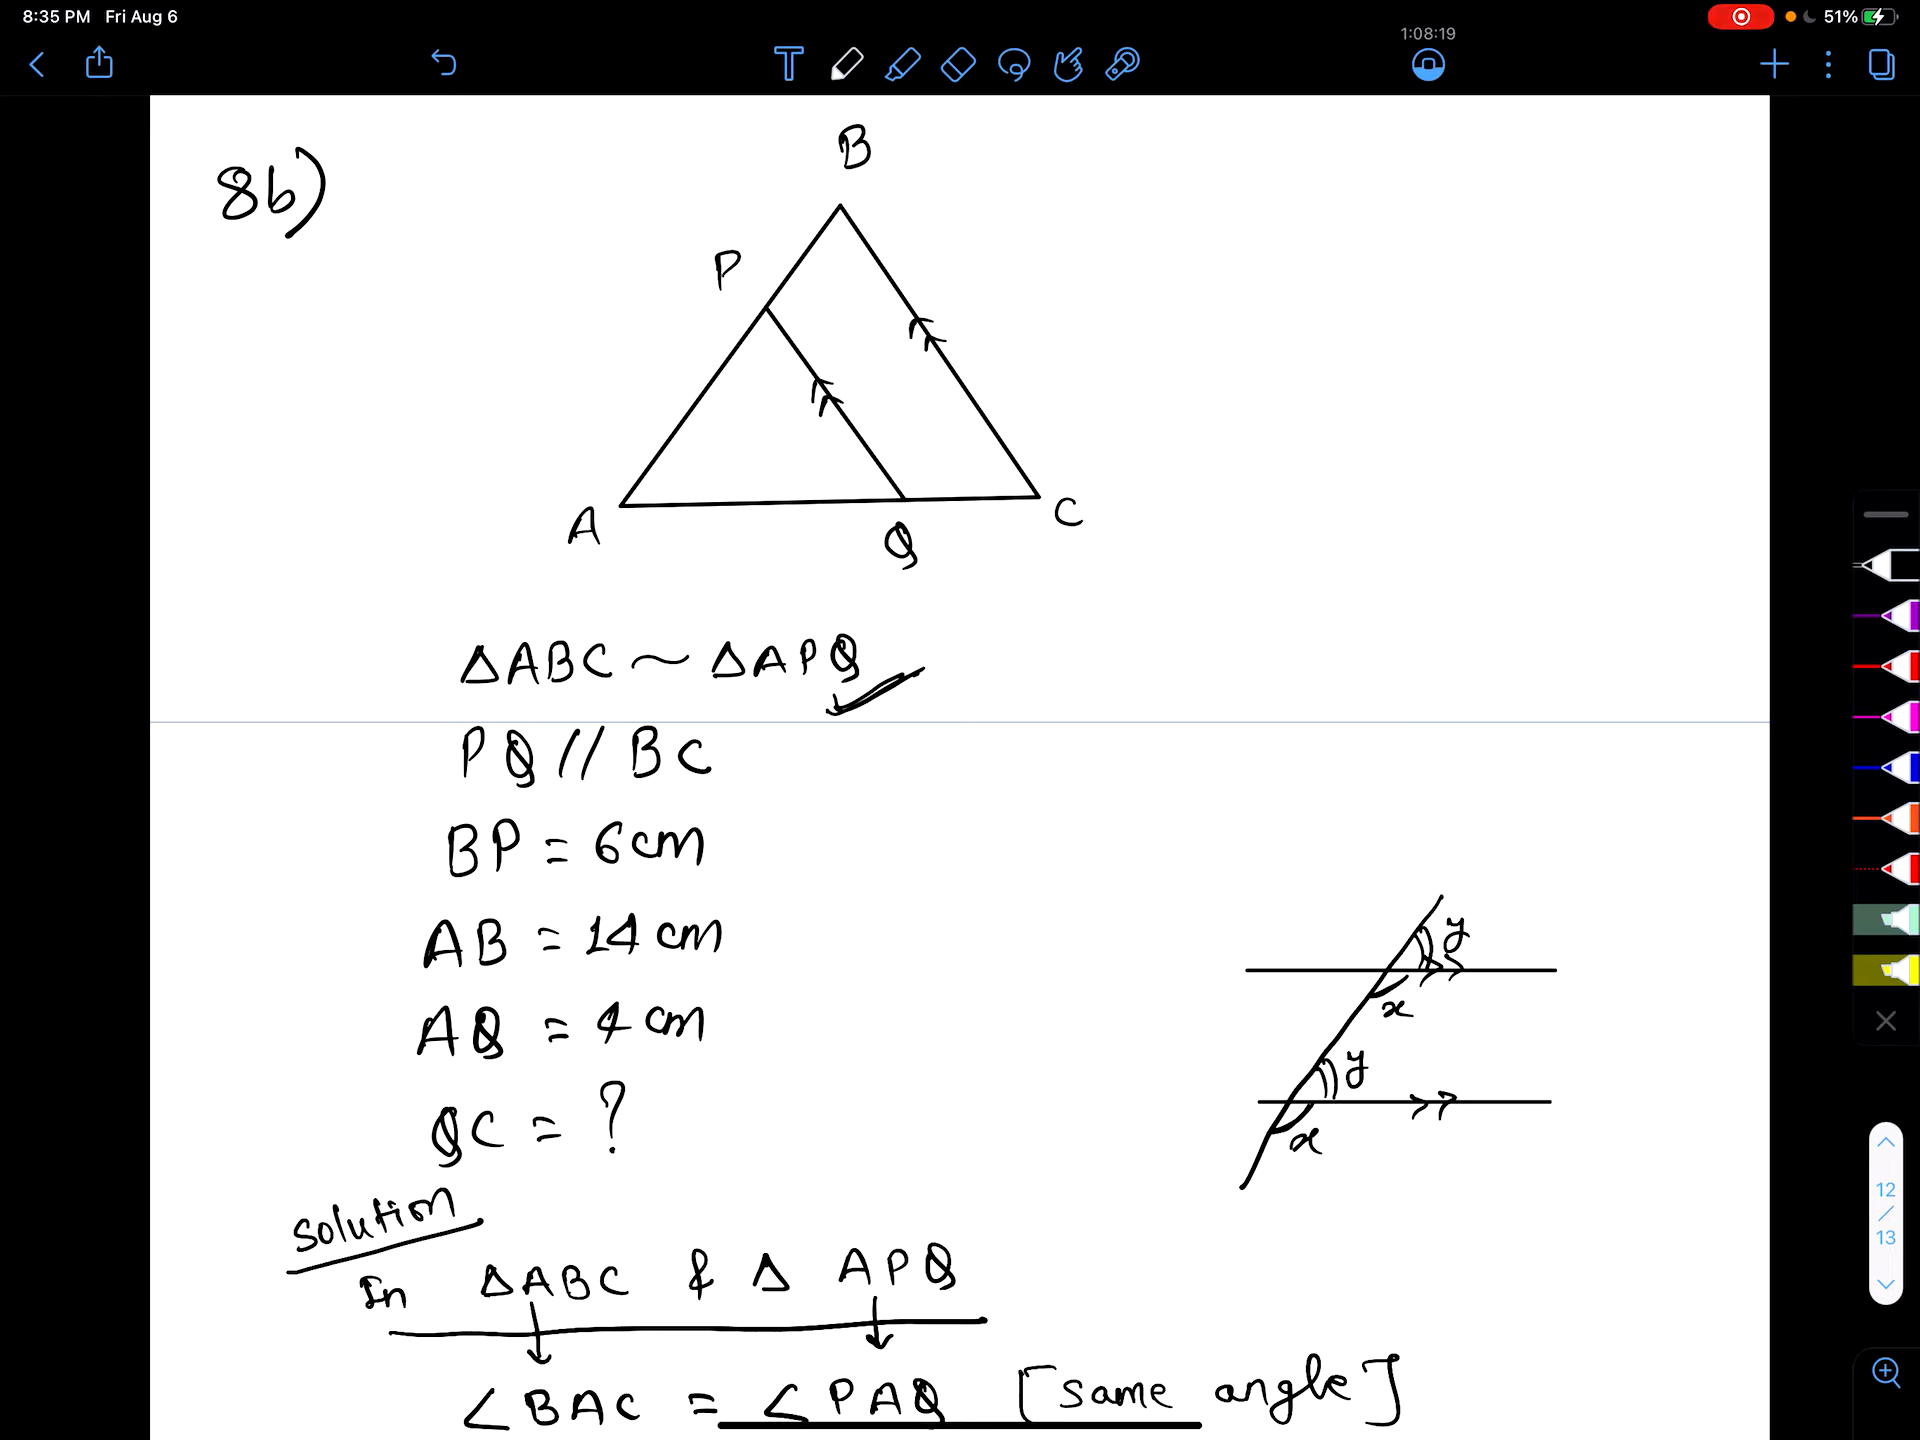 8:35 PM Fri Aug 6
51%
1:08:19
T
8b)
B
P
A
Q
C
ΔABC ~ ΔAPQ
PQ // BC
BP = 6cm
AB = 14 cm
AQ = 4 cm
QC = ?
y
x
y
x
12
/
13
Solution
In ΔABC & Δ APQ
∠BAC = ∠PAQ [same angle]